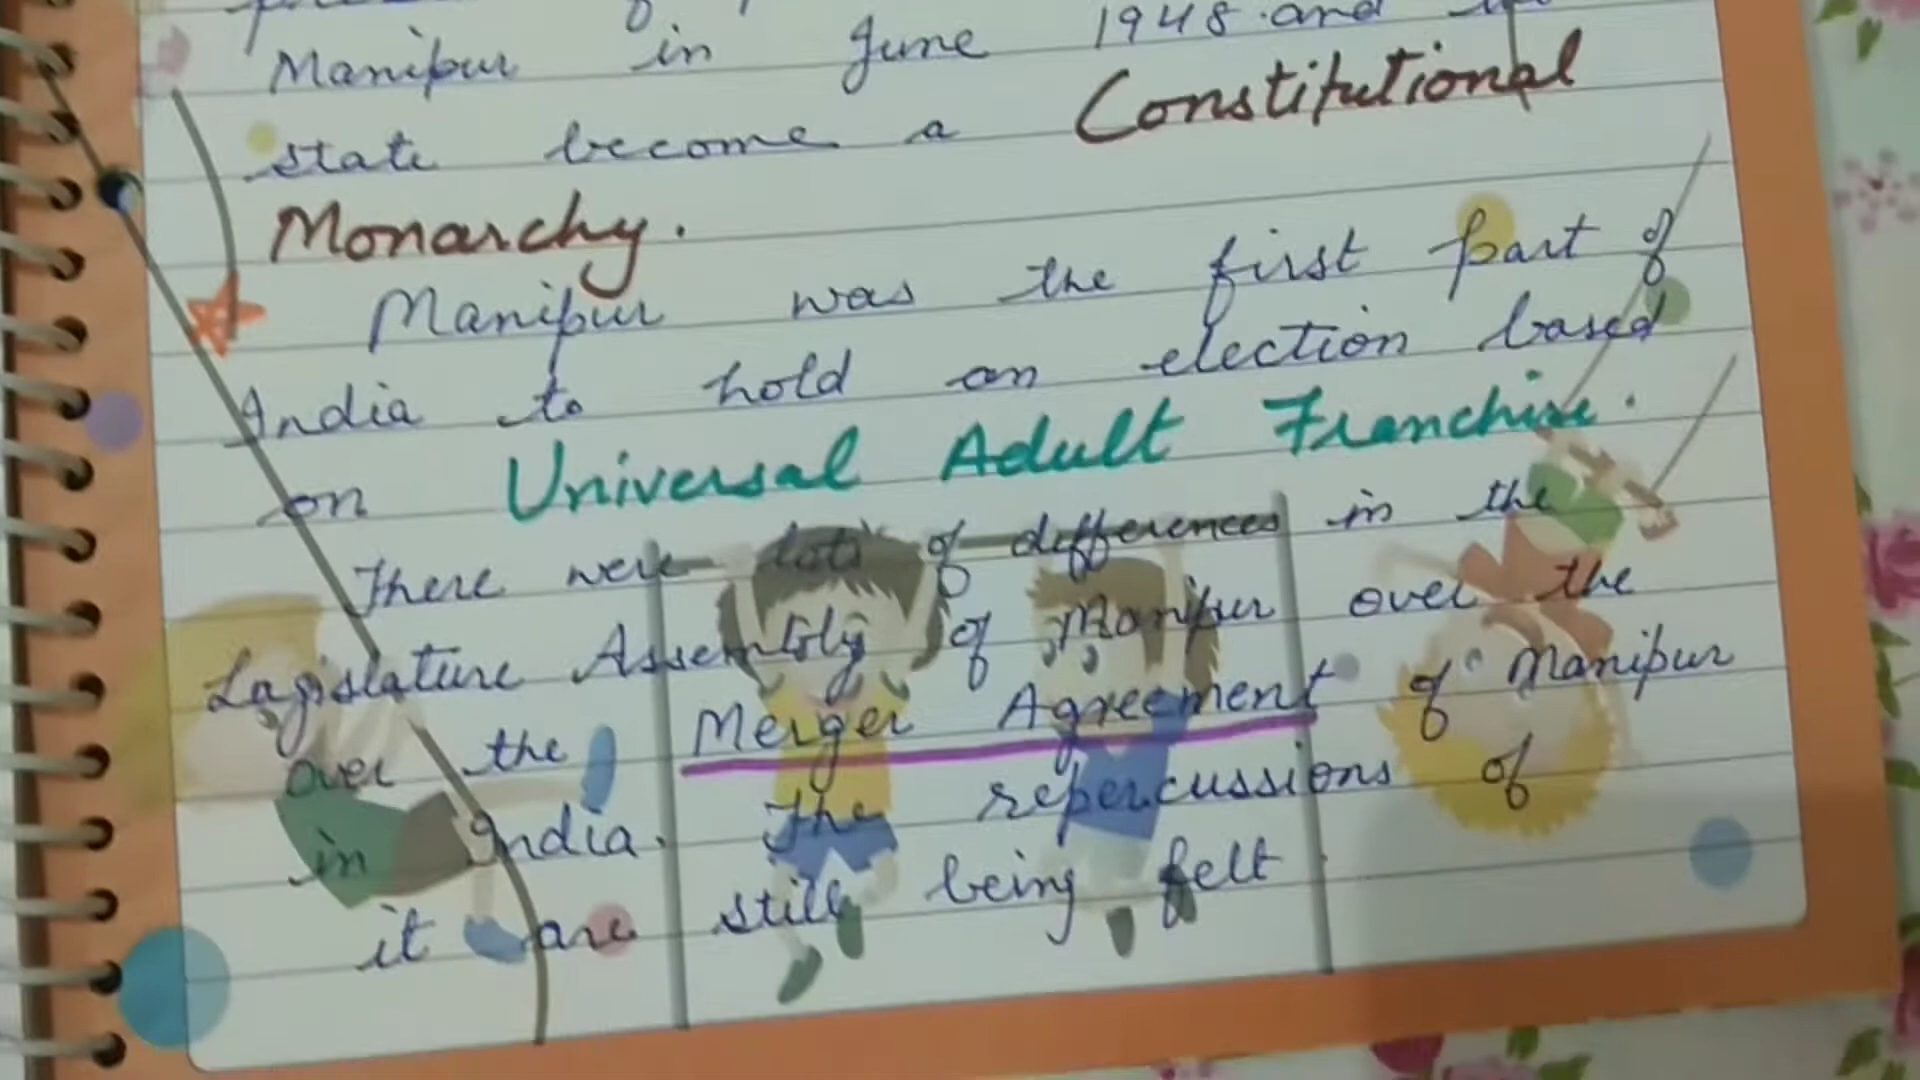 Manipur in June 1948 and
state become a Constitutional
Monarchy.
Manipur was the first part of
India to hold an election based
on Universal Adult Franchise.
There were lots of differences in the
Lagislature Assembly of Manipur over the
over the Merger Agreement of Manipur
in India. The repercussions of
it are still being felt